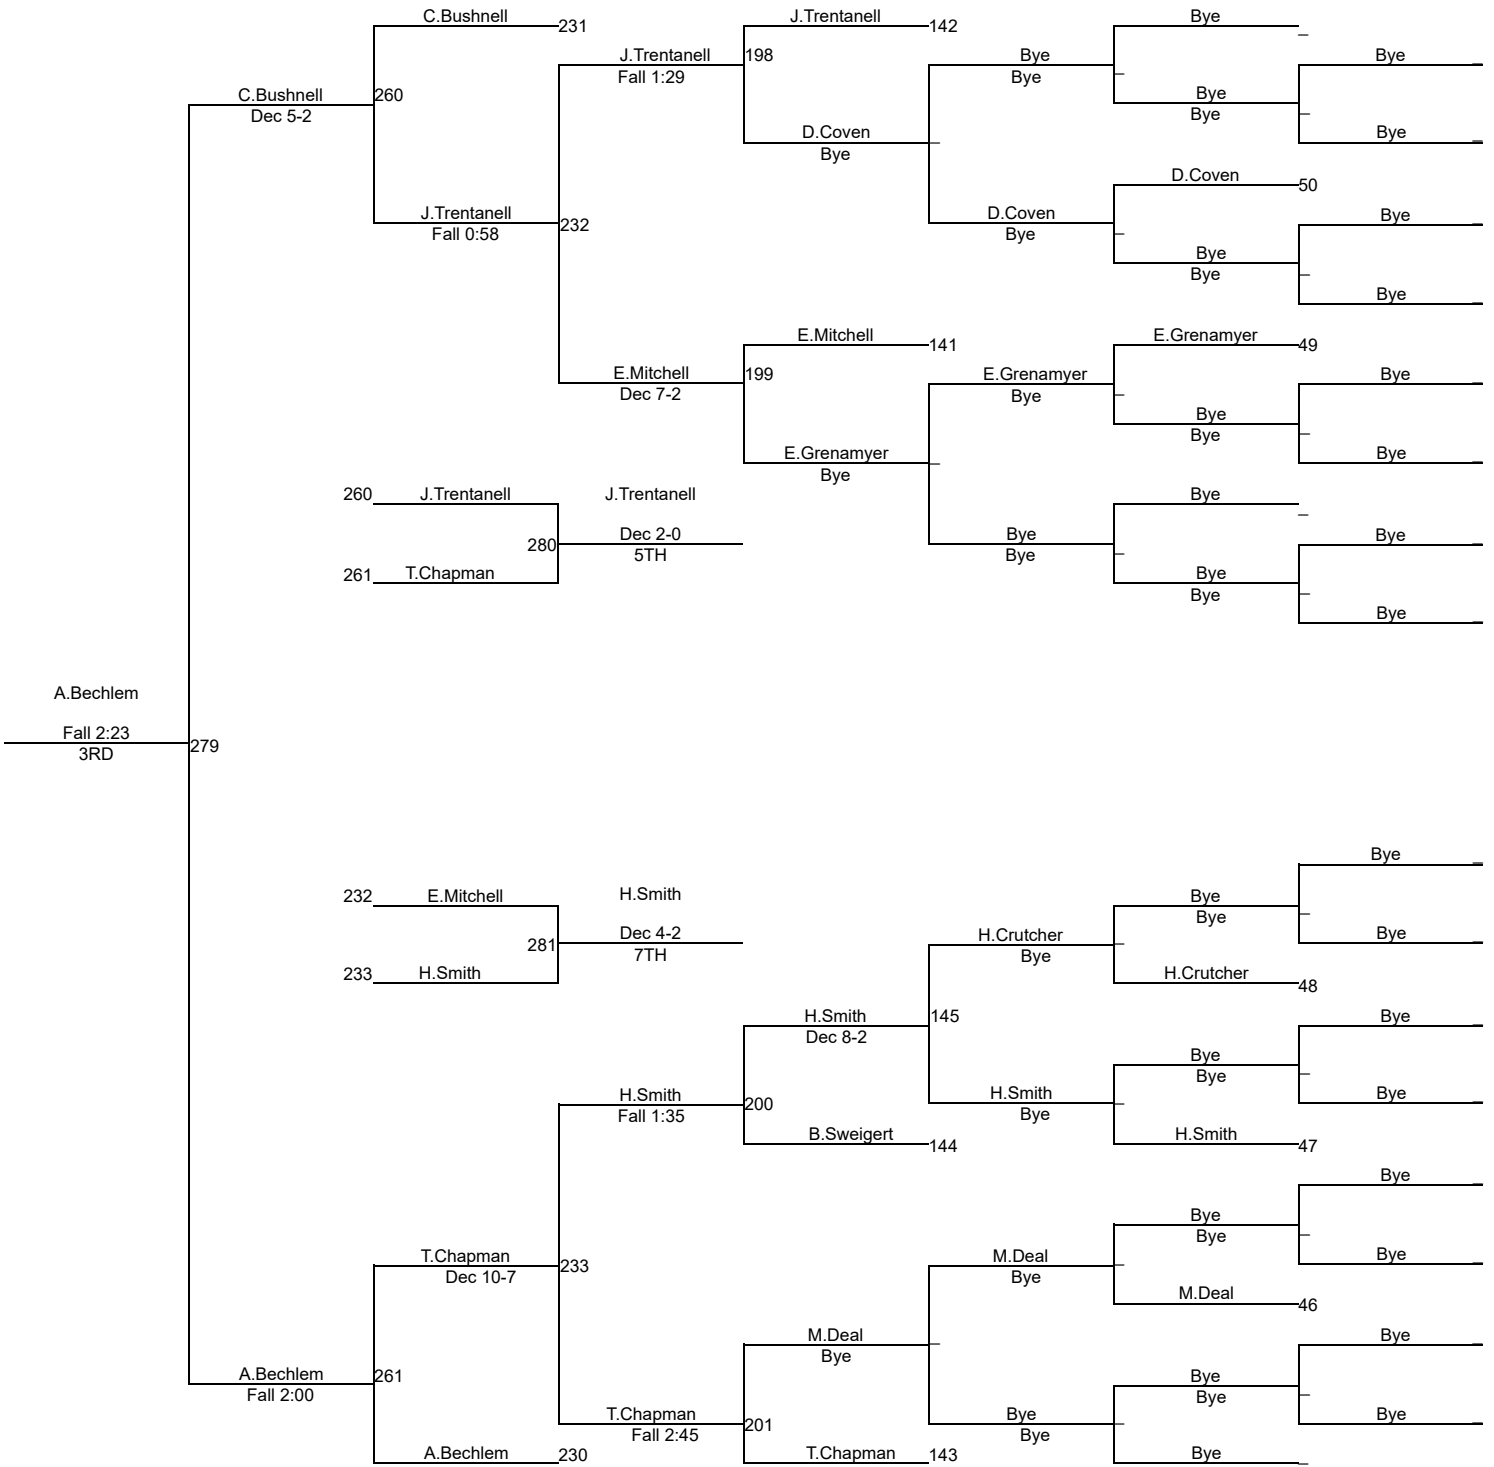 C.Bushnell
231
J.Trentanell
142
Bye
J.Trentanell
198
Fall 1:29
Bye
Bye
Bye
C.Bushnell
260
Dec 5-2
Bye
Bye
D.Coven
Bye
Bye
D.Coven
50
J.Trentanell
232
Fall 0:58
D.Coven
Bye
Bye
Bye
Bye
Bye
E.Mitchell
141
E.Grenamyer
49
E.Mitchell
199
Dec 7-2
E.Grenamyer
Bye
Bye
Bye
Bye
E.Grenamyer
Bye
Bye
260
J.Trentanell
J.Trentanell
Bye
280
Dec 2-0
5TH
Bye
Bye
Bye
261
T.Chapman
Bye
Bye
Bye
A.Bechlem
Fall 2:23
3RD
279
Bye
232
E.Mitchell
H.Smith
Bye
Bye
281
Dec 4-2
7TH
H.Crutcher
Bye
Bye
233
H.Smith
H.Crutcher
48
H.Smith
145
Dec 8-2
Bye
Bye
Bye
H.Smith
200
Fall 1:35
H.Smith
Bye
Bye
B.Sweigert
144
H.Smith
47
Bye
Bye
Bye
T.Chapman
233
Dec 10-7
M.Deal
Bye
Bye
M.Deal
46
M.Deal
Bye
Bye
A.Bechlem
261
Fall 2:00
Bye
Bye
T.Chapman
201
Fall 2:45
Bye
Bye
Bye
A.Bechlem
230
T.Chapman
143
Bye